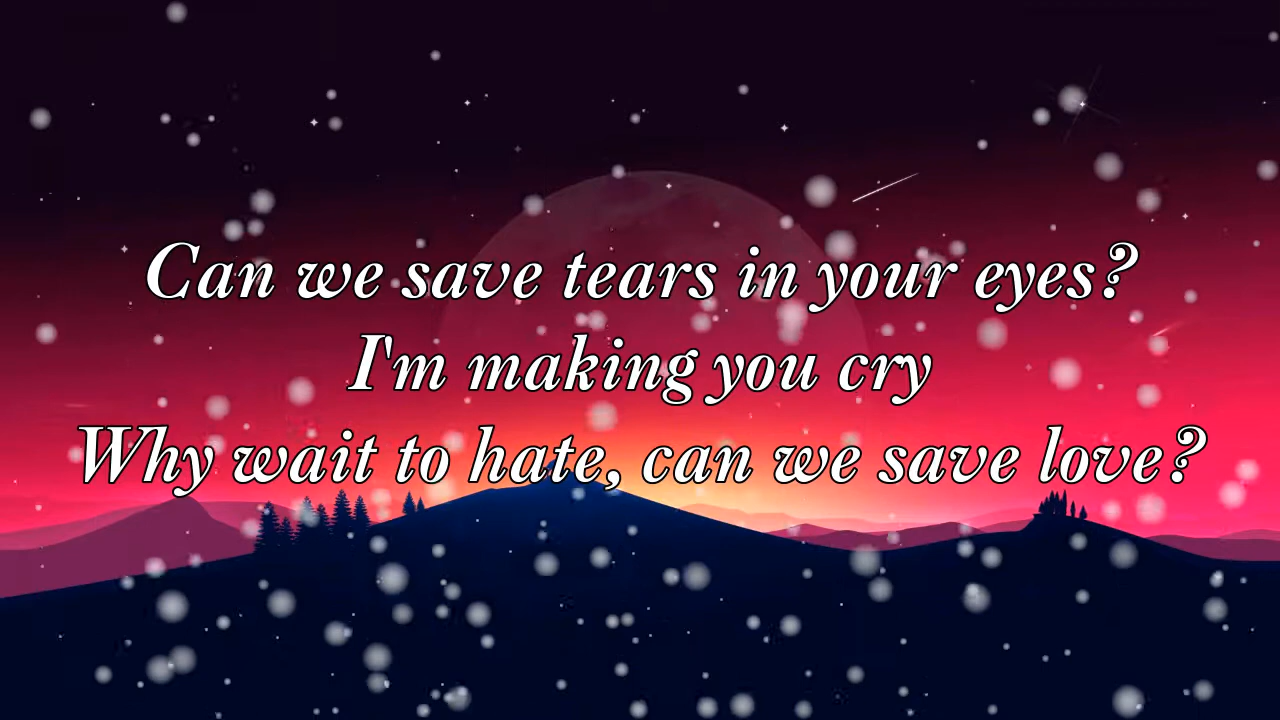 Can we save tears in your eyes?
I'm making you cry
Why wait to hate, can we save love?